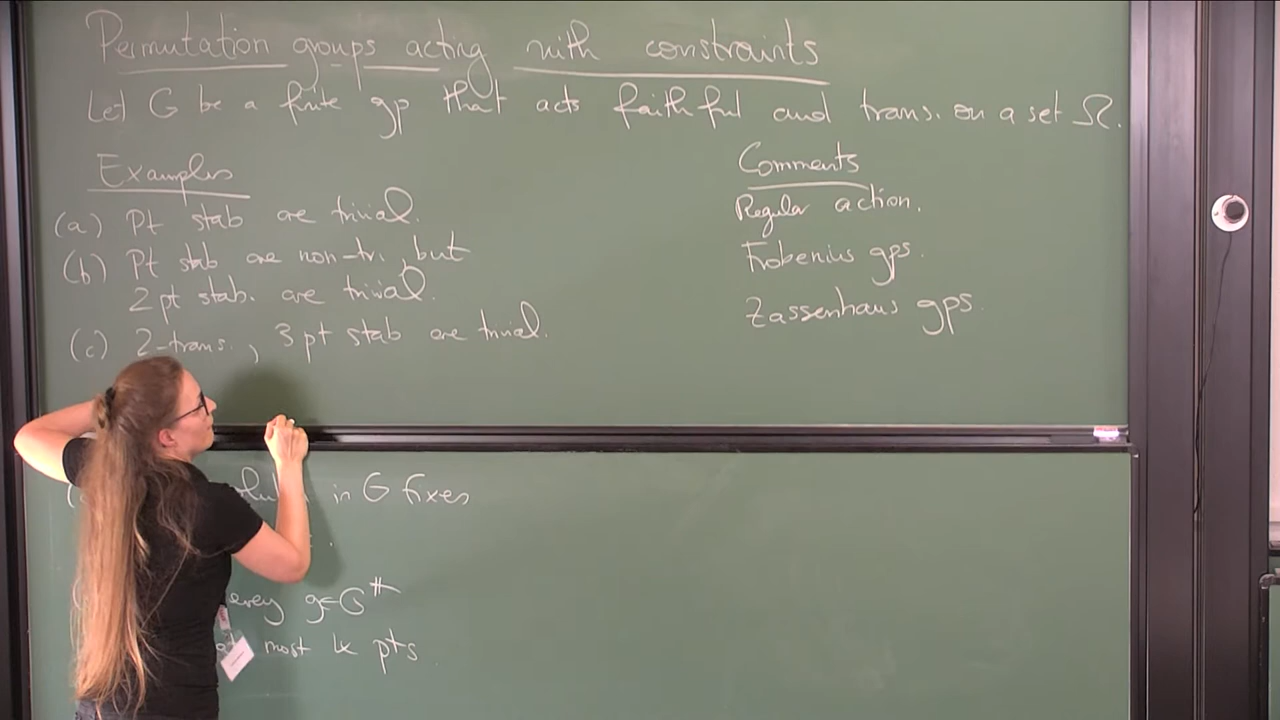 Permutation groups acting with constraints
Let G be a finite gp that acts faithful and trans. on a set Ω.
Examples
(a) Pt stab are trivial.
(b) Pt stab are non-tri., but
2 pt stab. are trivial.
(c) 2-trans., 3 pt stab are trivial.
Comments
Regular action.
Frobenius gps.
Zassenhaus gps.
in G fixes
every g∈G#
at most k pts